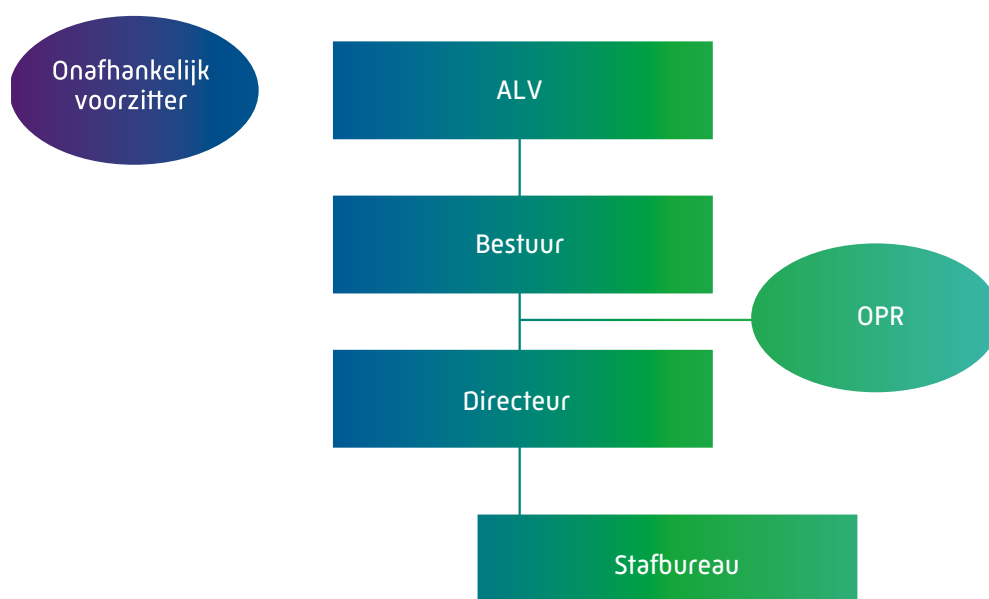 Onafhankelijk
voorzitter
ALV
Bestuur
OPR
Directeur
Stafbureau